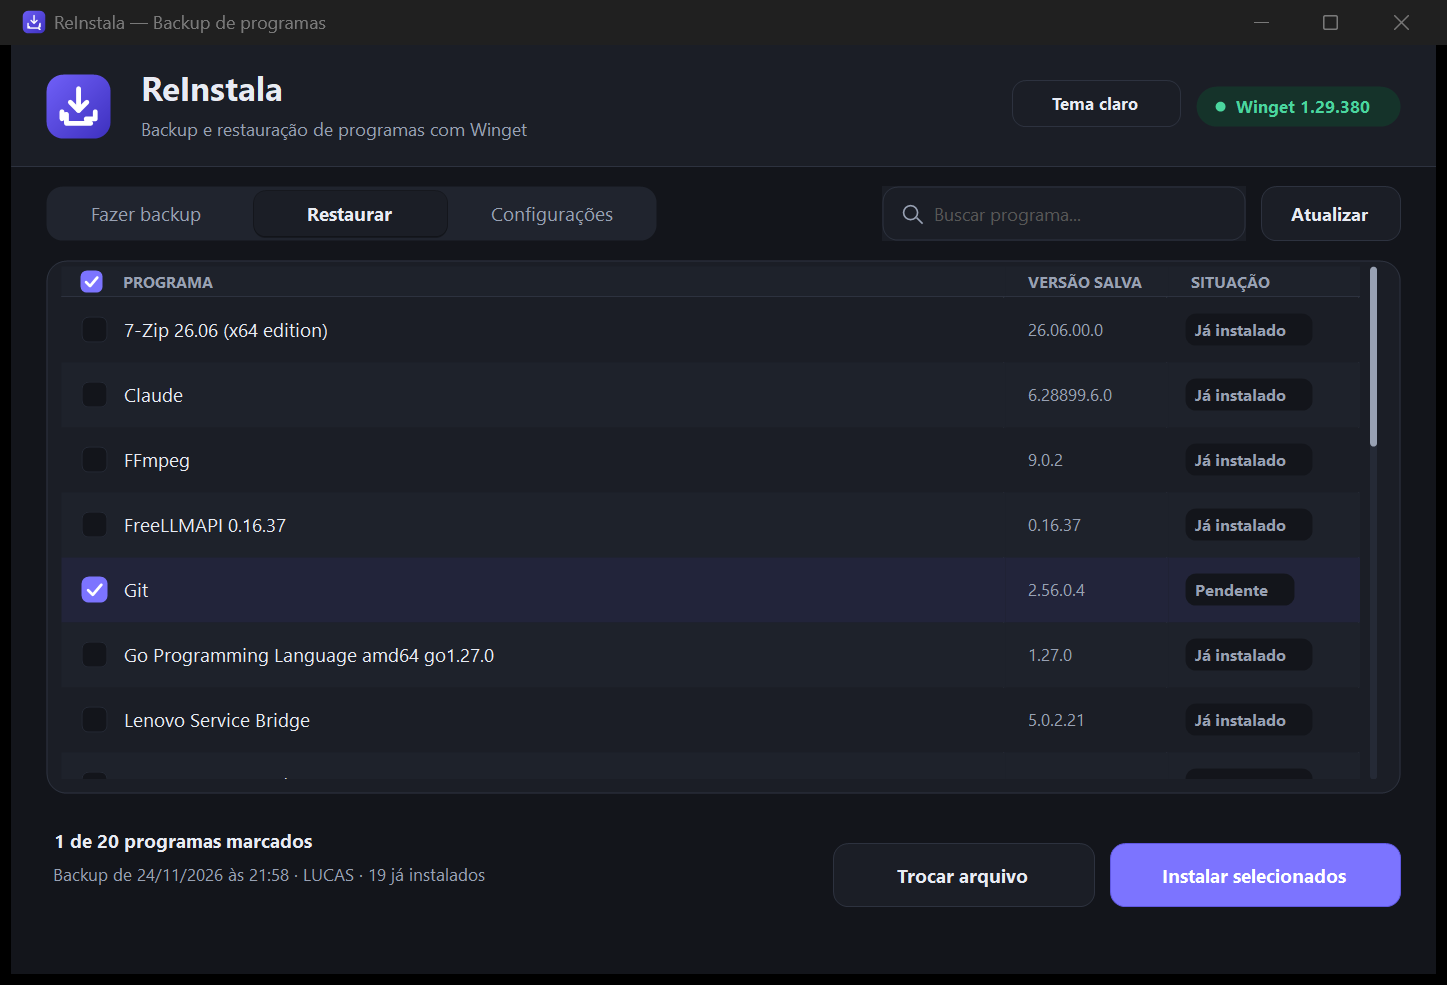 ReInstala — Backup de programas
ReInstala
Backup e restauração de programas com Winget
Tema claro
Winget 1.29.380
Fazer backup
Restaurar
Configurações
Buscar programa...
Atualizar
PROGRAMA VERSÃO SALVA SITUAÇÃO
7-Zip 26.06 (x64 edition) 26.06.00.0 Já instalado
Claude 6.28899.6.0 Já instalado
FFmpeg 9.0.2 Já instalado
FreeLLMAPI 0.16.37 0.16.37 Já instalado
Git 2.56.0.4 Pendente
Go Programming Language amd64 go1.27.0 1.27.0 Já instalado
Lenovo Service Bridge 5.0.2.21 Já instalado
1 de 20 programas marcados
Backup de 24/11/2026 às 21:58 · LUCAS · 19 já instalados
Trocar arquivo
Instalar selecionados